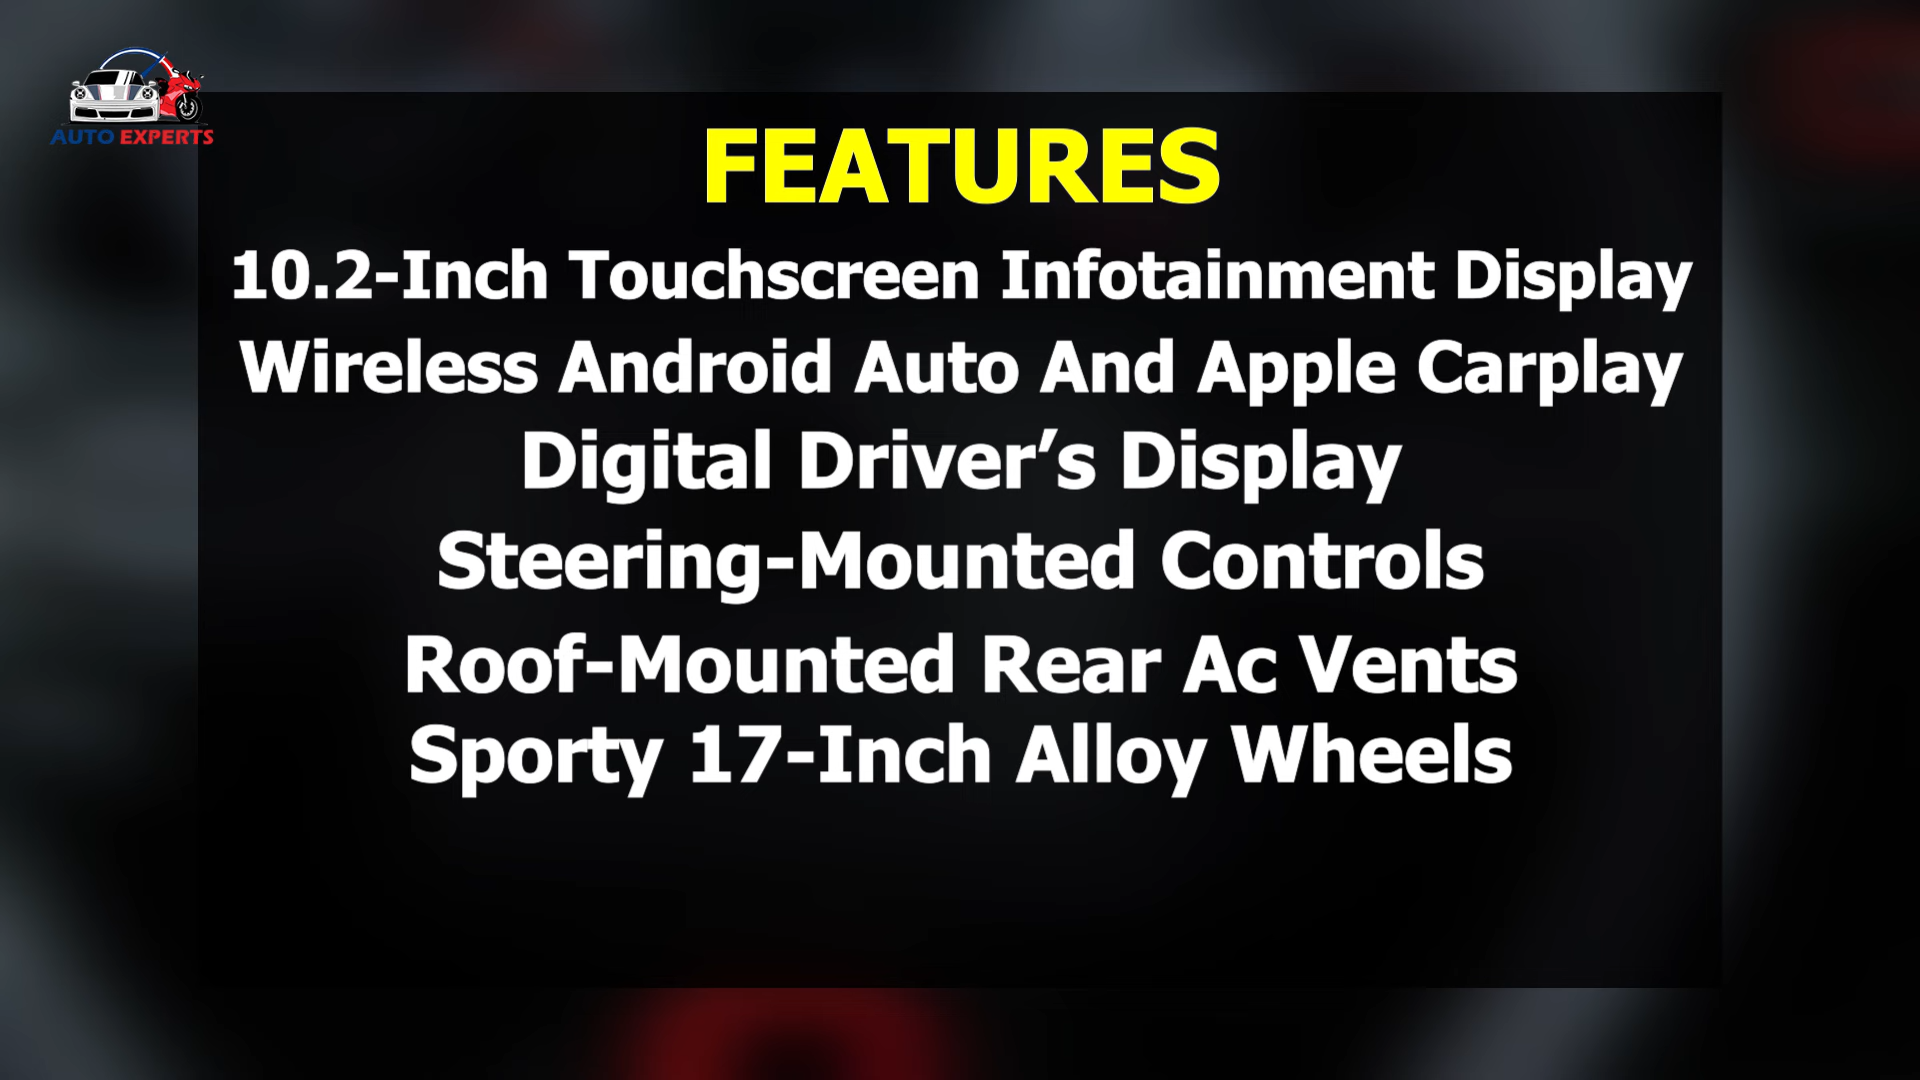 AUTO EXPERTS
FEATURES
10.2-Inch Touchscreen Infotainment Display
Wireless Android Auto And Apple Carplay
Digital Driver’s Display
Steering-Mounted Controls
Roof-Mounted Rear Ac Vents
Sporty 17-Inch Alloy Wheels